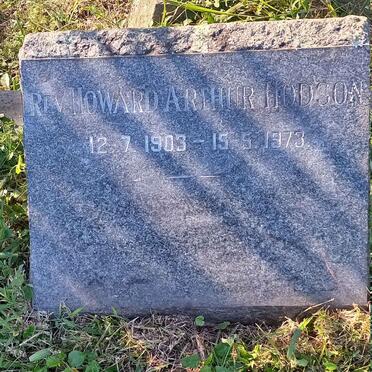 REV HOWARD ARTHUR HODSON
12.7.1903 – 15.5.1973